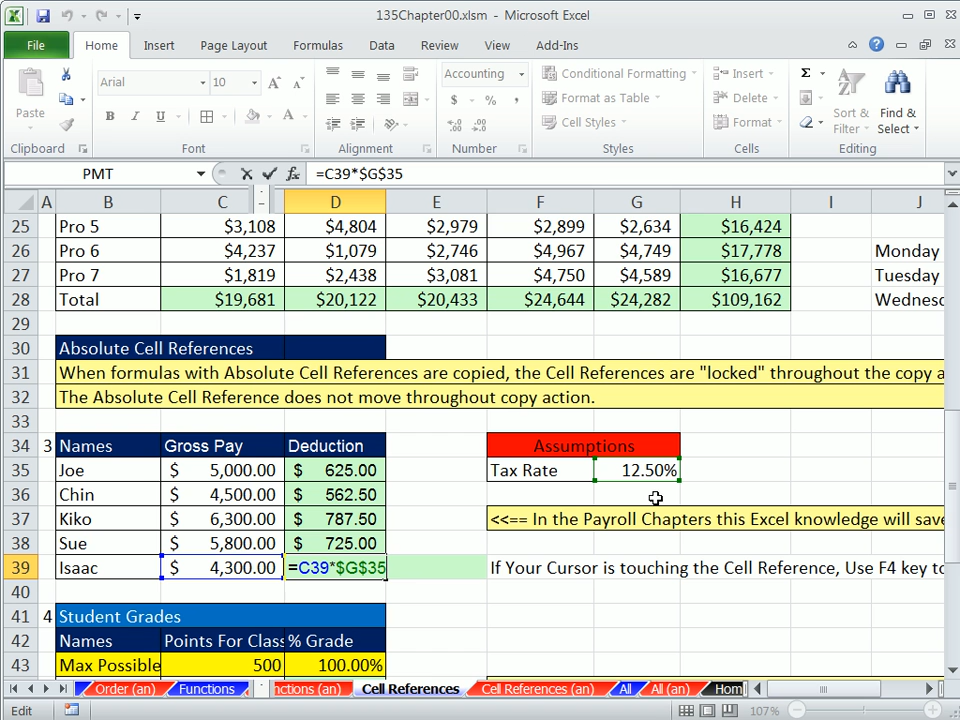 135Chapter00.xlsm - Microsoft Excel
File Home Insert Page Layout Formulas Data Review View Add-Ins
Paste
Clipboard
Arial 10
B I U
Font
Alignment
Accounting
$ % ,
Number
Conditional Formatting
Format as Table
Cell Styles
Styles
Insert
Delete
Format
Cells
Σ
Sort & Filter
Find & Select
Editing
PMT fx =C39*$G$35
A B C D E F G H I J
25 Pro 5 $3,108 $4,804 $2,979 $2,899 $2,634 $16,424
26 Pro 6 $4,237 $1,079 $2,746 $4,967 $4,749 $17,778 Monday
27 Pro 7 $1,819 $2,438 $3,081 $4,750 $4,589 $16,677 Tuesday
28 Total $19,681 $20,122 $20,433 $24,644 $24,282 $109,162 Wednesd
29
30 Absolute Cell References
31 When formulas with Absolute Cell References are copied, the Cell References are "locked" throughout the copy a
32 The Absolute Cell Reference does not move throughout copy action.
33
34 3 Names Gross Pay Deduction Assumptions
35 Joe $ 5,000.00 $ 625.00 Tax Rate 12.50%
36 Chin $ 4,500.00 $ 562.50
37 Kiko $ 6,300.00 $ 787.50 <<== In the Payroll Chapters this Excel knowledge will save
38 Sue $ 5,800.00 $ 725.00
39 Isaac $ 4,300.00 =C39*$G$35 If Your Cursor is touching the Cell Reference, Use F4 key to
40
41 4 Student Grades
42 Names Points For Clas % Grade
43 Max Possible 500 100.00%
Order (an) Functions nctions (an) Cell References Cell References (an) All All (an) Hom
Edit 107%